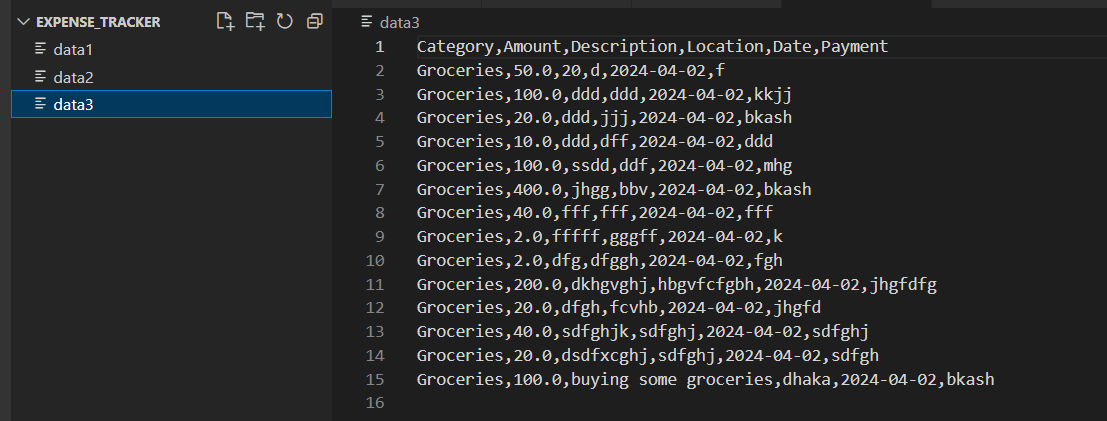 EXPENSE_TRACKER
data1
data2
data3
data3
1 Category,Amount,Description,Location,Date,Payment
2 Groceries,50.0,20,d,2024-04-02,f
3 Groceries,100.0,ddd,ddd,2024-04-02,kkjj
4 Groceries,20.0,ddd,jjj,2024-04-02,bkash
5 Groceries,10.0,ddd,dff,2024-04-02,ddd
6 Groceries,100.0,ssdd,ddf,2024-04-02,mhg
7 Groceries,400.0,jhgg,bbv,2024-04-02,bkash
8 Groceries,40.0,fff,fff,2024-04-02,fff
9 Groceries,2.0,fffff,gggff,2024-04-02,k
10 Groceries,2.0,dfg,dfggh,2024-04-02,fgh
11 Groceries,200.0,dkhgvghj,hbgvfcfgbh,2024-04-02,jhgfdfg
12 Groceries,20.0,dfgh,fcvhb,2024-04-02,jhgfd
13 Groceries,40.0,sdfghjk,sdfghj,2024-04-02,sdfghj
14 Groceries,20.0,dsdfxcghj,sdfghj,2024-04-02,sdfgh
15 Groceries,100.0,buying some groceries,dhaka,2024-04-02,bkash
16